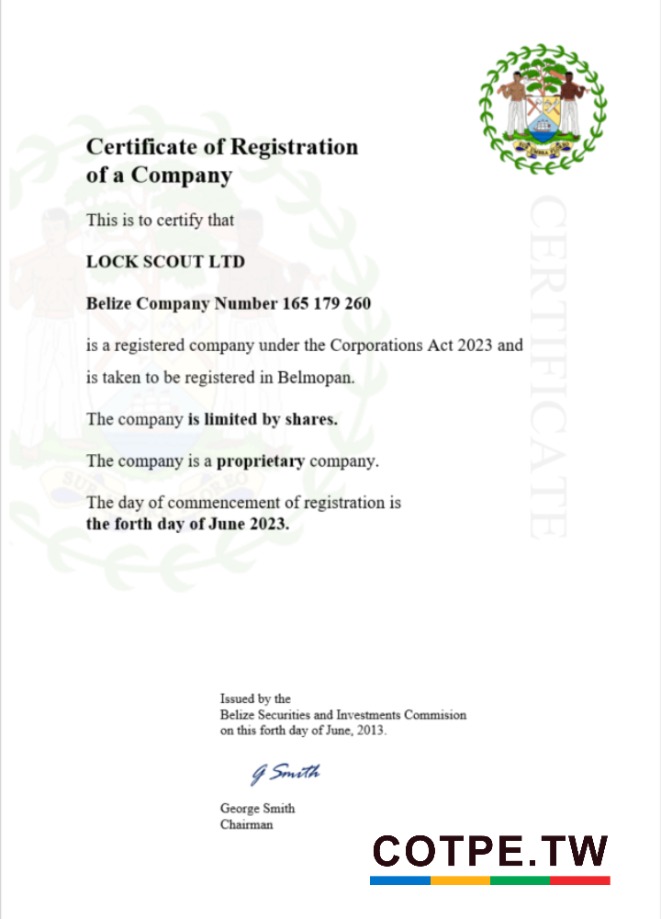 Certificate of Registration
of a Company
This is to certify that
LOCK SCOUT LTD
Belize Company Number 165 179 260
is a registered company under the Corporations Act 2023 and
is taken to be registered in Belmopan.
The company is limited by shares.
The company is a proprietary company.
The day of commencement of registration is
the forth day of June 2023.
CERTIFICATE
Issued by the
Belize Securities and Investments Commision
on this forth day of June, 2013.
G Smith
George Smith
Chairman
COTPE.TW